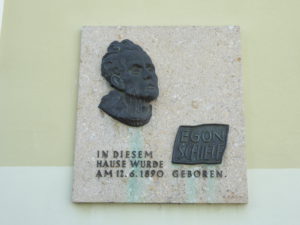 EGON
SCHIELE
IN DIESEM
HAUSE WURDE
AM 12.6.1890 GEBOREN.